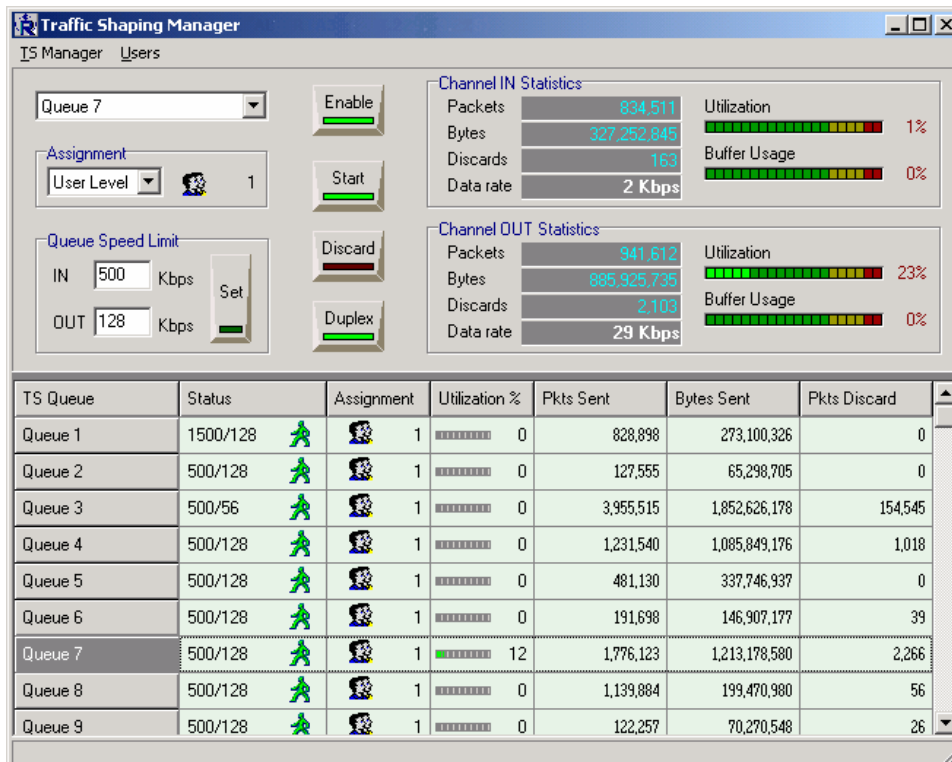 Traffic Shaping Manager
TS Manager Users
Queue 7
Assignment
User Level 1
Queue Speed Limit
IN 500 Kbps
OUT 128 Kbps
Set
Enable
Start
Discard
Duplex
Channel IN Statistics
Packets 834,511
Bytes 327,252,845
Discards 163
Data rate 2 Kbps
Utilization
1%
Buffer Usage
0%
Channel OUT Statistics
Packets 941,612
Bytes 885,925,735
Discards 2,103
Data rate 29 Kbps
Utilization
23%
Buffer Usage
0%
TS Queue Status Assignment Utilization % Pkts Sent Bytes Sent Pkts Discard
Queue 1 1500/128 1 0 828,898 273,100,326 0
Queue 2 500/128 1 0 127,555 65,298,705 0
Queue 3 500/56 1 0 3,955,515 1,852,626,178 154,545
Queue 4 500/128 1 0 1,231,540 1,085,849,176 1,018
Queue 5 500/128 1 0 481,130 337,746,937 0
Queue 6 500/128 1 0 191,698 146,907,177 39
Queue 7 500/128 1 12 1,776,123 1,213,178,580 2,266
Queue 8 500/128 1 0 1,139,884 199,470,980 56
Queue 9 500/128 1 0 122,257 70,270,548 26